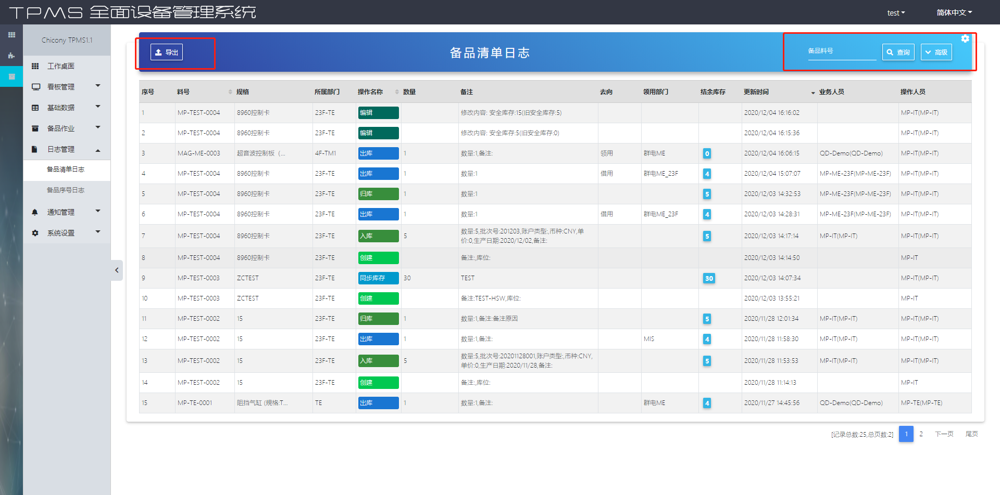 TPMS 全面设备管理系统
test
简体中文
Chicony TPMS1.1
工作桌面
看板管理
基础数据
备品作业
日志管理
备品清单日志
备品序号日志
通知管理
系统设置
导出
备品清单日志
备品料号
查询
高级
序号 料号 规格 所属部门 操作名称 数量 备注 去向 领用部门 结余库存 更新时间 业务人员 操作人员
1 MP-TEST-0004 8960控制卡 23F-TE 编辑 修改内容: 安全库存:15(旧安全库存:5) 2020/12/04 16:16:02 MP-IT(MP-IT)
2 MP-TEST-0004 8960控制卡 23F-TE 编辑 修改内容: 安全库存:5(旧安全库存:0) 2020/12/04 16:15:36 MP-IT(MP-IT)
3 MAG-ME-0003 超音波控制板（... 4F-TM1 出库 1 数量:1,备注: 领用 群电ME 0 2020/12/04 16:06:15 QD-Demo(QD-Demo) MP-IT(MP-IT)
4 MP-TEST-0004 8960控制卡 23F-TE 出库 1 数量:1 借用 群电ME_23F 4 2020/12/04 15:07:07 MP-ME-23F(MP-ME-23F) MP-IT(MP-IT)
5 MP-TEST-0004 8960控制卡 23F-TE 归库 1 数量:1 5 2020/12/03 14:32:53 MP-ME-23F(MP-ME-23F) MP-IT(MP-IT)
6 MP-TEST-0004 8960控制卡 23F-TE 出库 1 数量:1 借用 群电ME_23F 4 2020/12/03 14:28:31 MP-ME-23F(MP-ME-23F) MP-IT(MP-IT)
7 MP-TEST-0004 8960控制卡 23F-TE 入库 5 数量:5,批次号:201203,账户类型:,币种:CNY,单
价:0,生产日期:2020/12/02,备注: 5 2020/12/03 14:17:14 MP-IT(MP-IT) MP-IT(MP-IT)
8 MP-TEST-0004 8960控制卡 23F-TE 创建 备注:,库位: 2020/12/03 14:14:50 MP-IT
9 MP-TEST-0003 ZCTEST 23F-TE 同步库存 30 TEST 30 2020/12/03 14:07:34 MP-IT(MP-IT)
10 MP-TEST-0003 ZCTEST 23F-TE 创建 备注:TEST-HSW,库位: 2020/12/03 13:55:21 MP-IT
11 MP-TEST-0002 15 23F-TE 归库 1 数量:1,备注:备注原因 5 2020/11/28 12:01:34 MP-IT(MP-IT) MP-IT(MP-IT)
12 MP-TEST-0002 15 23F-TE 出库 1 数量:1,备注: MIS 4 2020/11/28 11:58:30 MP-IT(MP-IT) MP-IT(MP-IT)
13 MP-TEST-0002 15 23F-TE 入库 5 数量:5,批次号:20201128001,账户类型:,币种:CNY,
单价:0,生产日期:2020/11/28,备注: 5 2020/11/28 11:53:53 MP-IT(MP-IT) MP-IT(MP-IT)
14 MP-TEST-0002 15 23F-TE 创建 备注:,库位: 2020/11/28 11:14:13 MP-IT
15 MP-TE-0001 阻挡气缸 (规格:T... TE 出库 1 数量:1,备注: 群电ME 4 2020/11/27 14:45:56 QD-Demo(QD-Demo) MP-TE(MP-TE)
[记录总数:25,总页数:2] 1 2 下一页 尾页